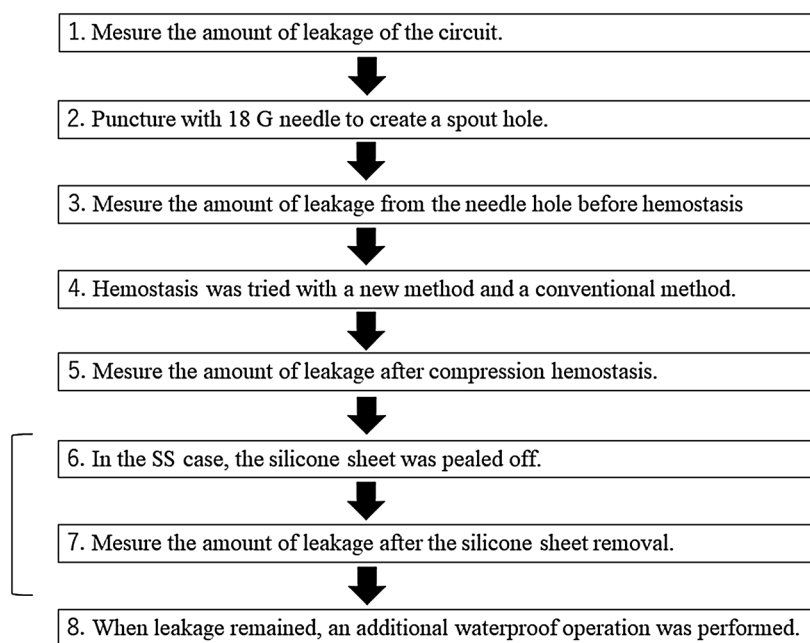 1. Mesure the amount of leakage of the circuit.
2. Puncture with 18 G needle to create a spout hole.
3. Mesure the amount of leakage from the needle hole before hemostasis
4. Hemostasis was tried with a new method and a conventional method.
5. Mesure the amount of leakage after compression hemostasis.
6. In the SS case, the silicone sheet was pealed off.
7. Mesure the amount of leakage after the silicone sheet removal.
8. When leakage remained, an additional waterproof operation was performed.